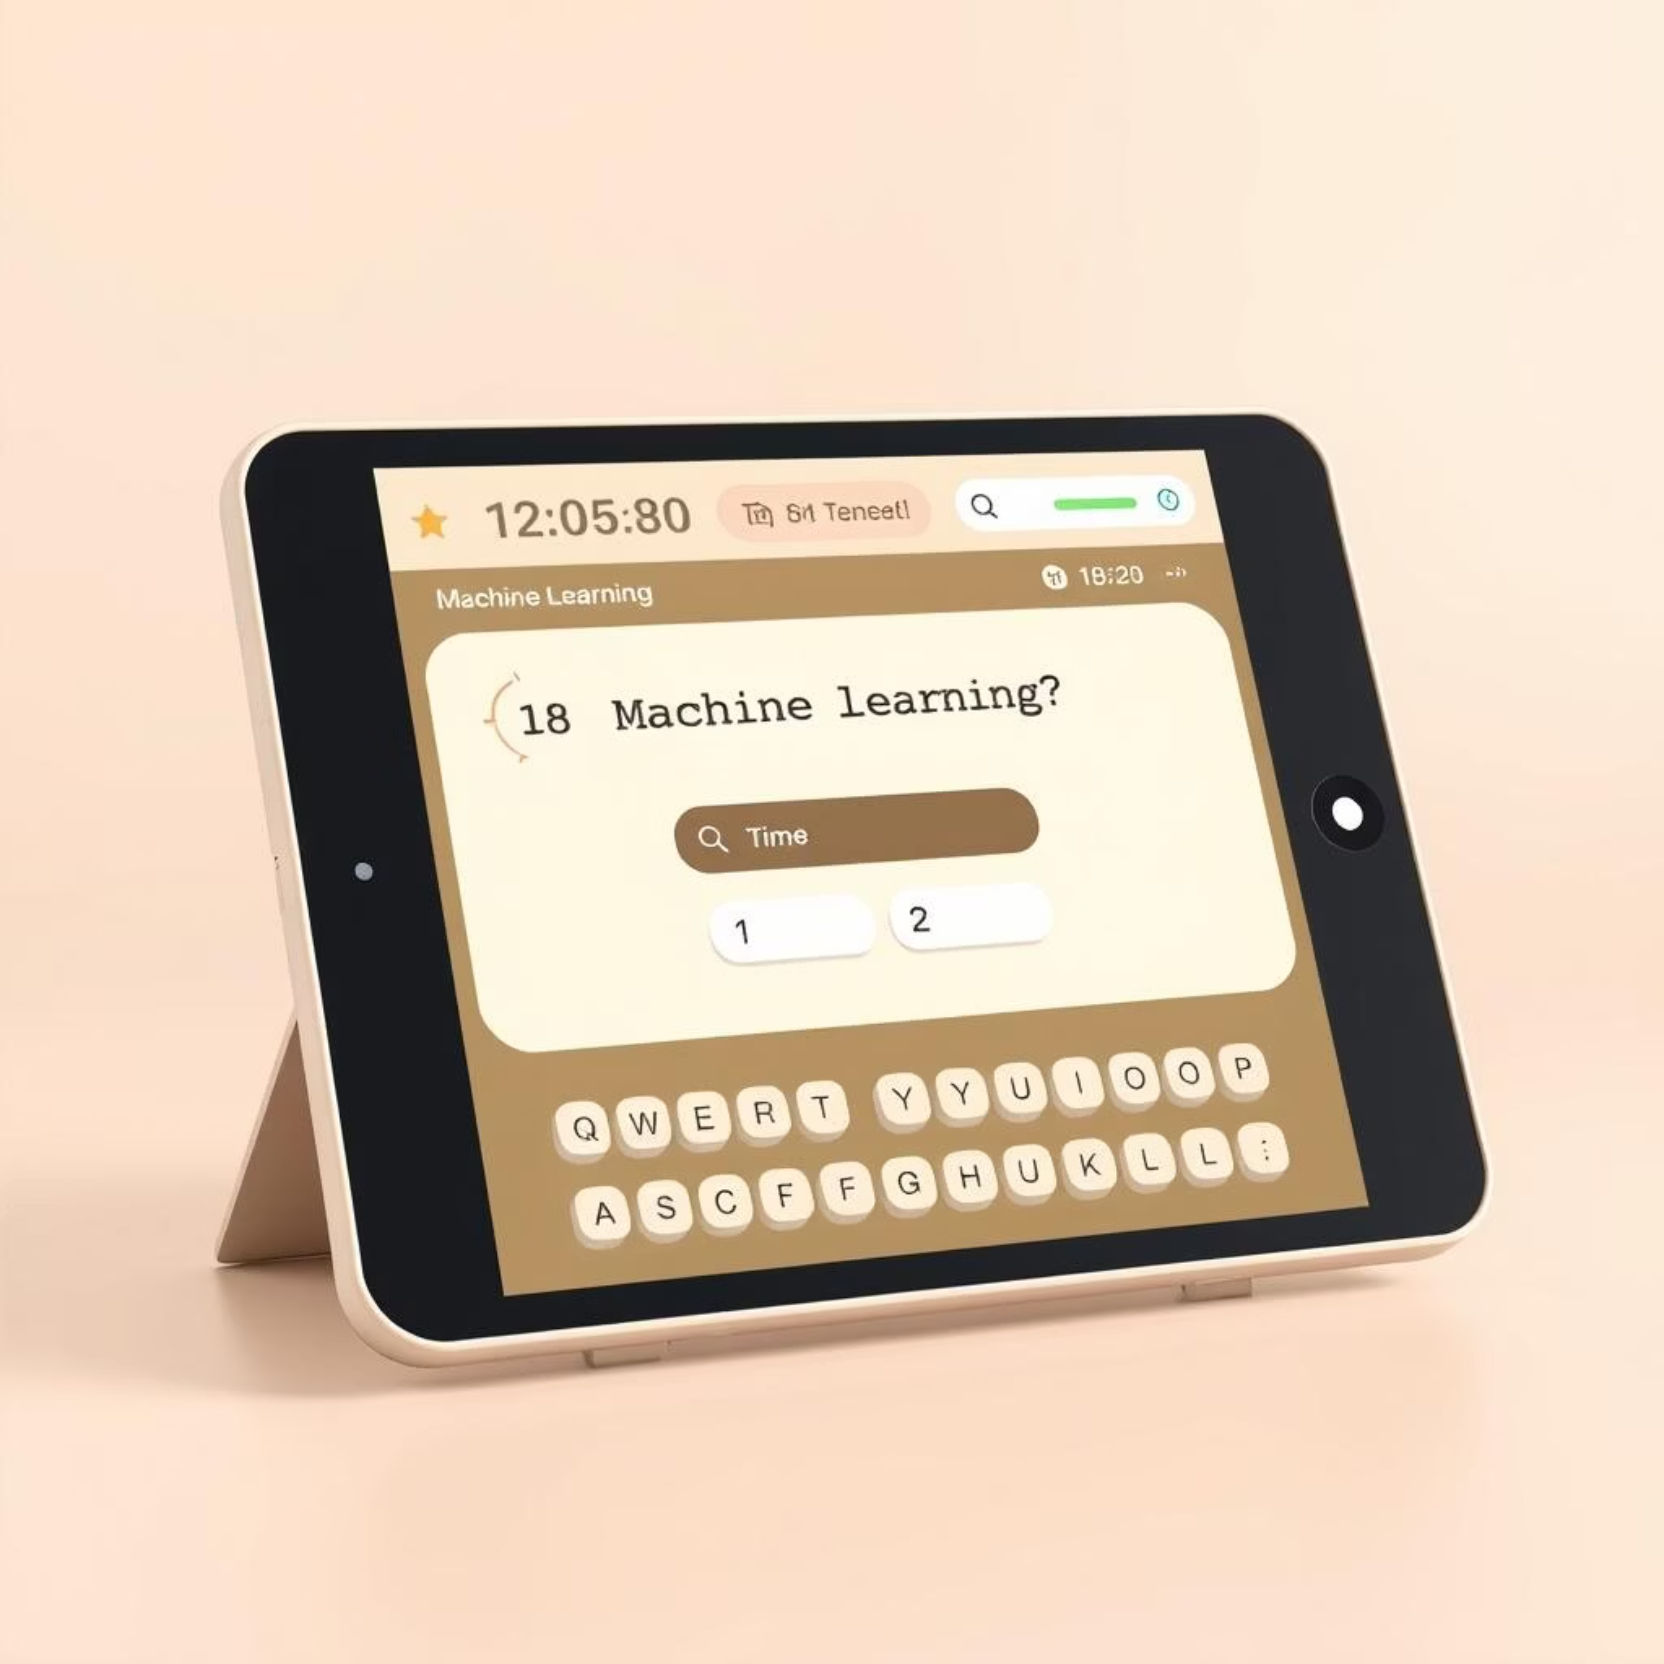 12:05:80
Machine Learning 18:20
18 Machine learning?
Time
1 2
Q W E R T Y Y U I O O P
A S C F F G H U K L L :